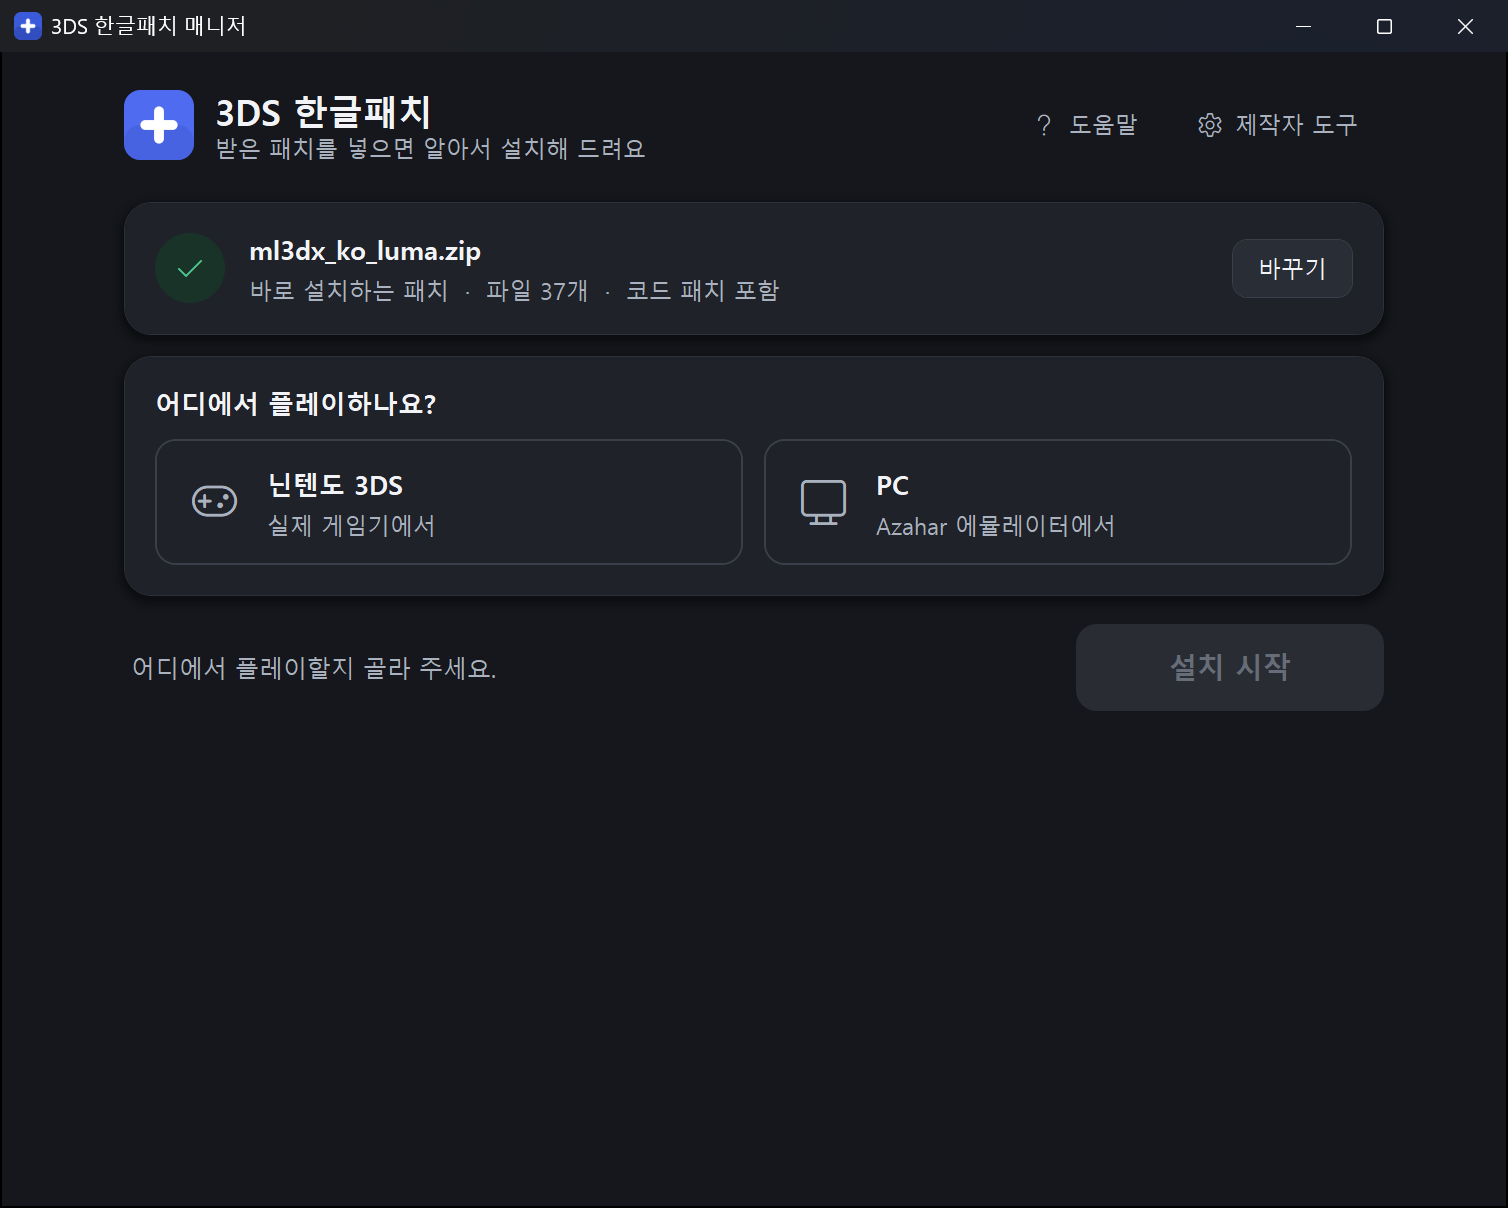 3DS 한글패치 매니저
3DS 한글패치
받은 패치를 넣으면 알아서 설치해 드려요
? 도움말
제작자 도구
ml3dx_ko_luma.zip
바로 설치하는 패치 · 파일 37개 · 코드 패치 포함
바꾸기
어디에서 플레이하나요?
닌텐도 3DS
실제 게임기에서
PC
Azahar 에뮬레이터에서
어디에서 플레이할지 골라 주세요.
설치 시작